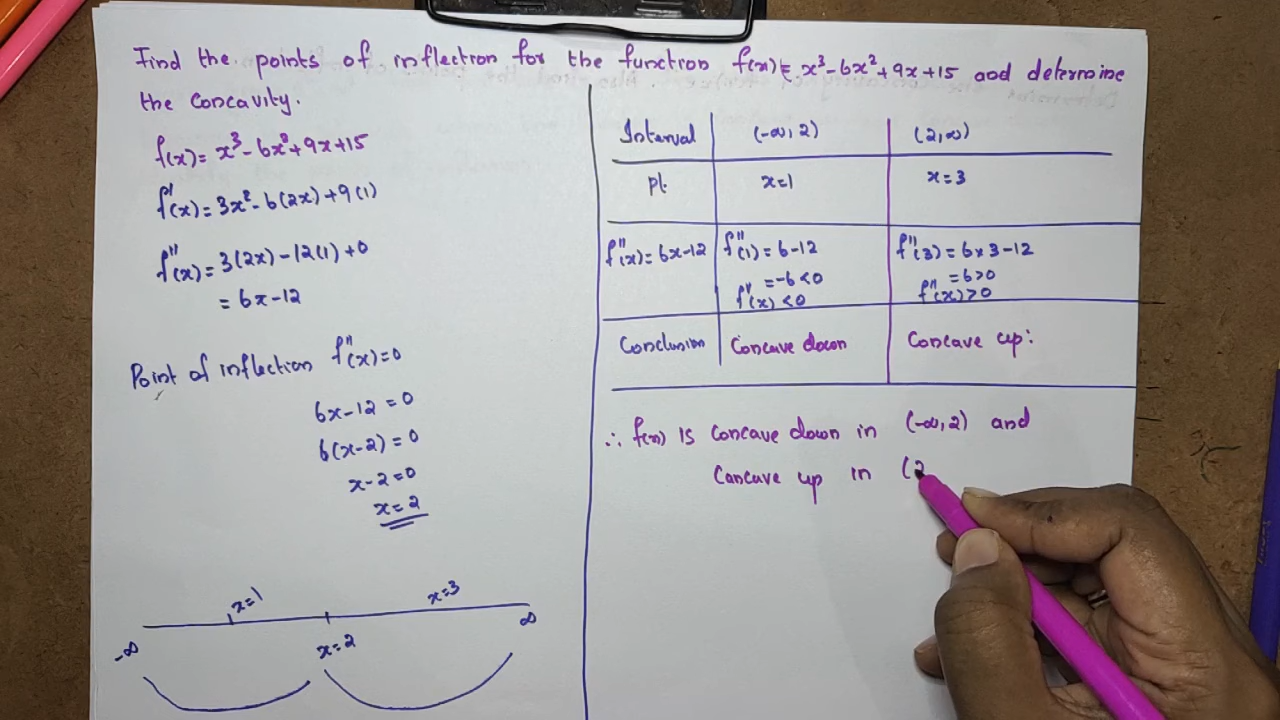 Find the points of inflection for the function f(x) = x³-6x²+9x+15 and determine
the concavity.
f(x) = x³-6x²+9x+15
f'(x) = 3x²-6(2x)+9(1)
f''(x) = 3(2x)-12(1)+0
= 6x-12
Point of inflection f''(x)=0
6x-12 = 0
6(x-2) = 0
x-2=0
x=2
x=1 x=3
-∞ x=2 ∞
Interval (-∞,2) (2,∞)
pt. x=1 x=3
f''(x)=6x-12 f''(1)=6-12 f''(3)=6×3-12
=-6<0 =6>0
f''(x)<0 f''(x)>0
Conclusion Concave down Concave up:
∴ f(x) is concave down in (-∞,2) and
Concave up in (2